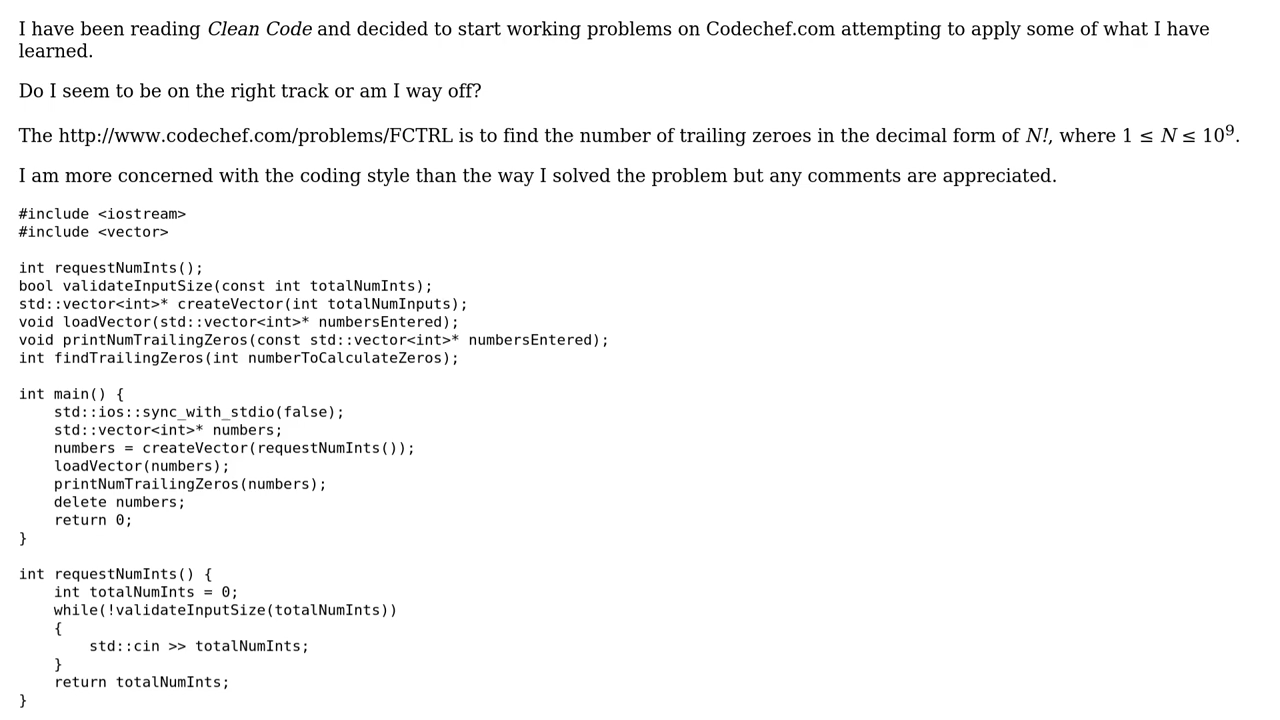 I have been reading Clean Code and decided to start working problems on Codechef.com attempting to apply some of what I have
learned.
Do I seem to be on the right track or am I way off?
The http://www.codechef.com/problems/FCTRL is to find the number of trailing zeroes in the decimal form of N!, where 1 ≤ N ≤ 10⁹.
I am more concerned with the coding style than the way I solved the problem but any comments are appreciated.
#include <iostream>
#include <vector>
int requestNumInts();
bool validateInputSize(const int totalNumInts);
std::vector<int>* createVector(int totalNumInputs);
void loadVector(std::vector<int>* numbersEntered);
void printNumTrailingZeros(const std::vector<int>* numbersEntered);
int findTrailingZeros(int numberToCalculateZeros);
int main() {
    std::ios::sync_with_stdio(false);
    std::vector<int>* numbers;
    numbers = createVector(requestNumInts());
    loadVector(numbers);
    printNumTrailingZeros(numbers);
    delete numbers;
    return 0;
}
int requestNumInts() {
    int totalNumInts = 0;
    while(!validateInputSize(totalNumInts))
    {
        std::cin >> totalNumInts;
    }
    return totalNumInts;
}